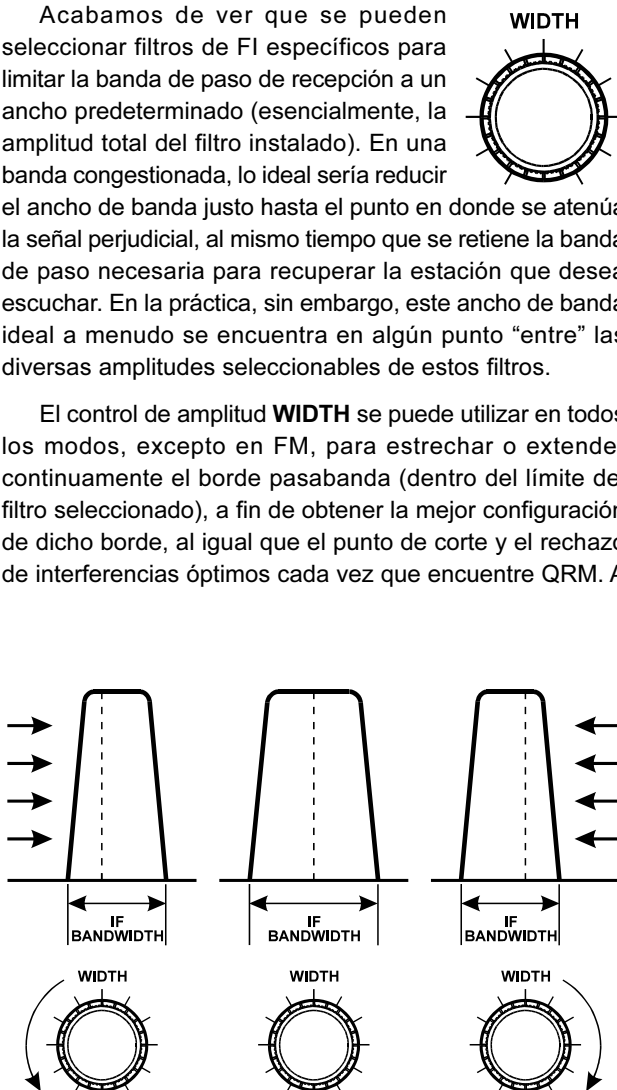 Acabamos de ver que se pueden
WIDTH
seleccionar filtros de FI específicos para
limitar la banda de paso de recepción a un
ancho predeterminado (esencialmente, la
amplitud total del filtro instalado). En una
banda congestionada, lo ideal sería reducir
el ancho de banda justo hasta el punto en donde se atenúa
la señal perjudicial, al mismo tiempo que se retiene la banda
de paso necesaria para recuperar la estación que desea
escuchar. En la práctica, sin embargo, este ancho de banda
ideal a menudo se encuentra en algún punto “entre” las
diversas amplitudes seleccionables de estos filtros.
El control de amplitud WIDTH se puede utilizar en todos
los modos, excepto en FM, para estrechar o extende
continuamente el borde pasabanda (dentro del límite de
filtro seleccionado), a fin de obtener la mejor configuración
de dicho borde, al igual que el punto de corte y el rechazo
de interferencias óptimos cada vez que encuentre QRM. A
IF IF IF
BANDWIDTH BANDWIDTH BANDWIDTH
WIDTH WIDTH WIDTH